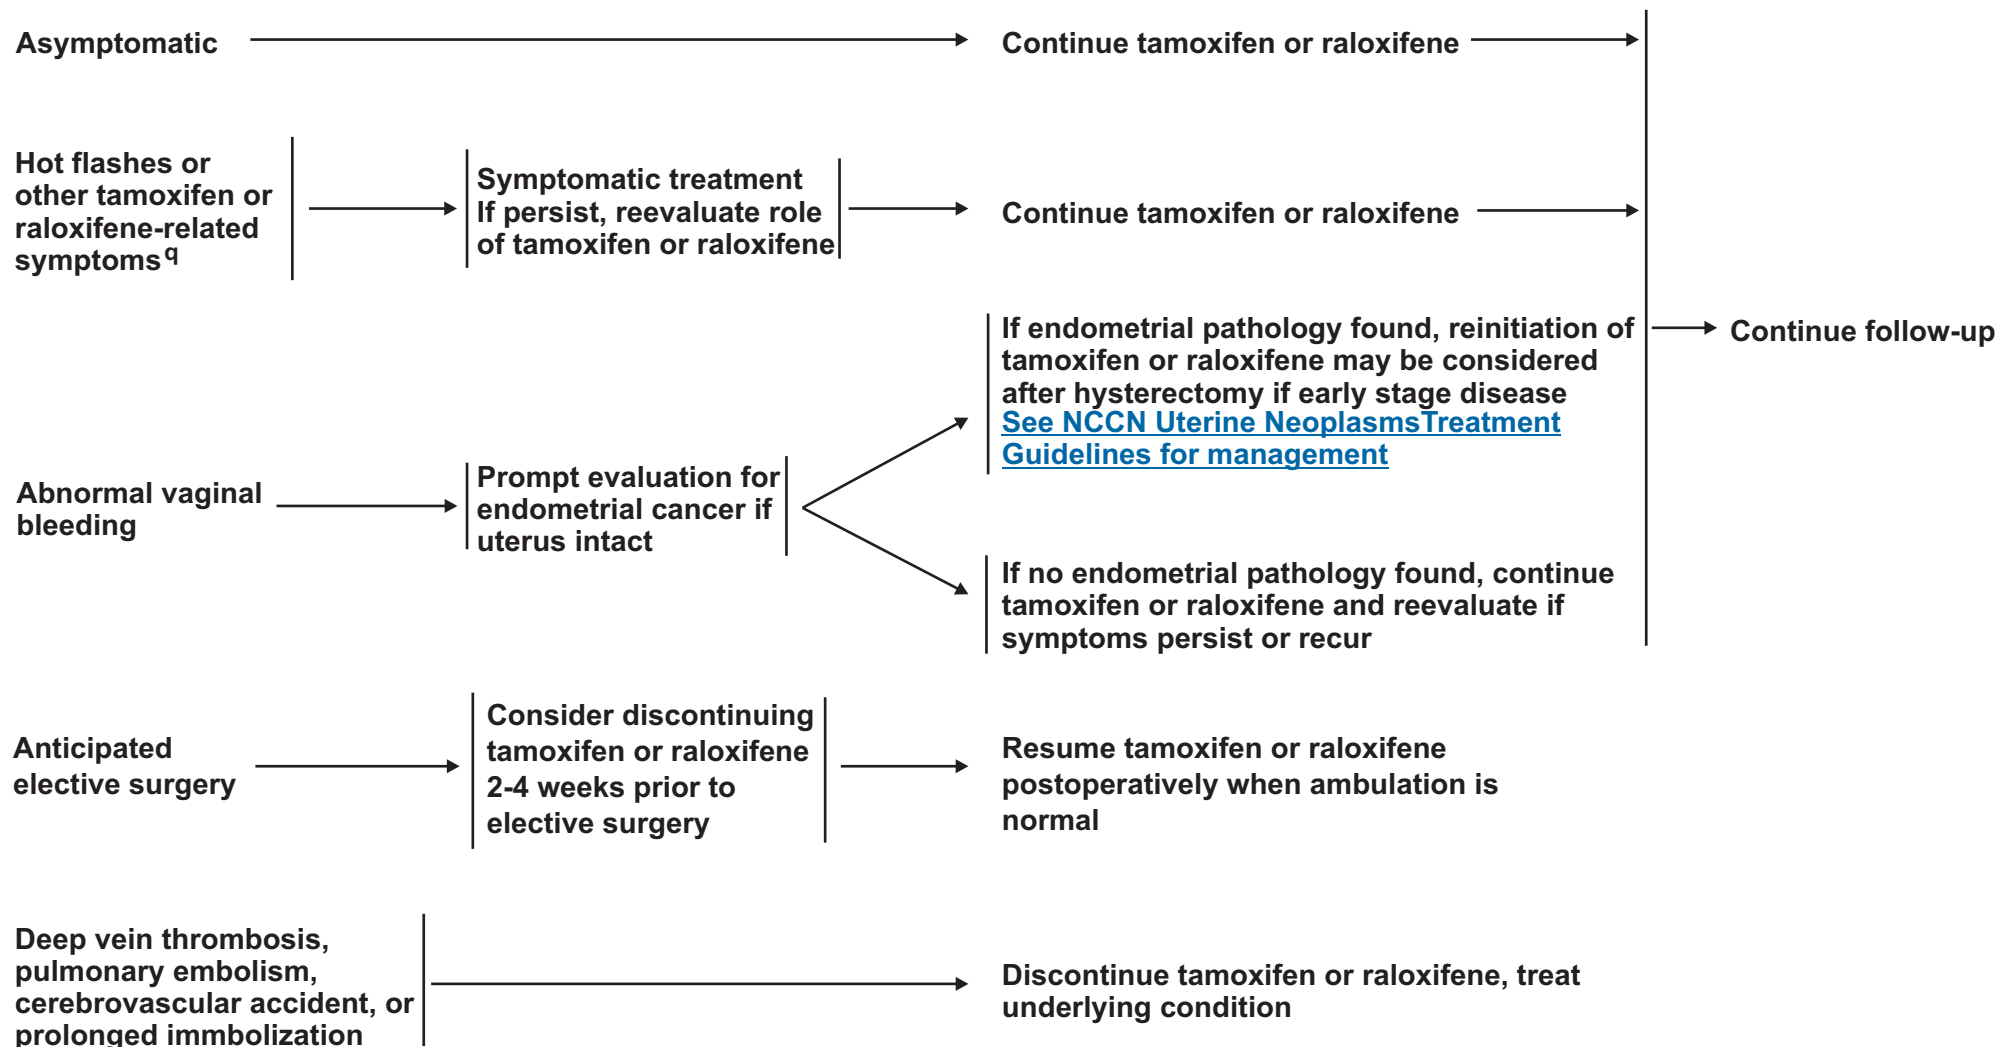 Asymptomatic
Continue tamoxifen or raloxifene
Hot flashes or
other tamoxifen or
raloxifene-related
symptoms q
Symptomatic treatment
If persist, reevaluate role
of tamoxifen or raloxifene
Continue tamoxifen or raloxifene
Abnormal vaginal
bleeding
Prompt evaluation for
endometrial cancer if
uterus intact
If endometrial pathology found, reinitiation of
tamoxifen or raloxifene may be considered
after hysterectomy if early stage disease
See NCCN Uterine NeoplasmsTreatment
Guidelines for management
If no endometrial pathology found, continue
tamoxifen or raloxifene and reevaluate if
symptoms persist or recur
Continue follow-up
Anticipated
elective surgery
Consider discontinuing
tamoxifen or raloxifene
2-4 weeks prior to
elective surgery
Resume tamoxifen or raloxifene
postoperatively when ambulation is
normal
Deep vein thrombosis,
pulmonary embolism,
cerebrovascular accident, or
prolonged immbolization
Discontinue tamoxifen or raloxifene, treat
underlying condition